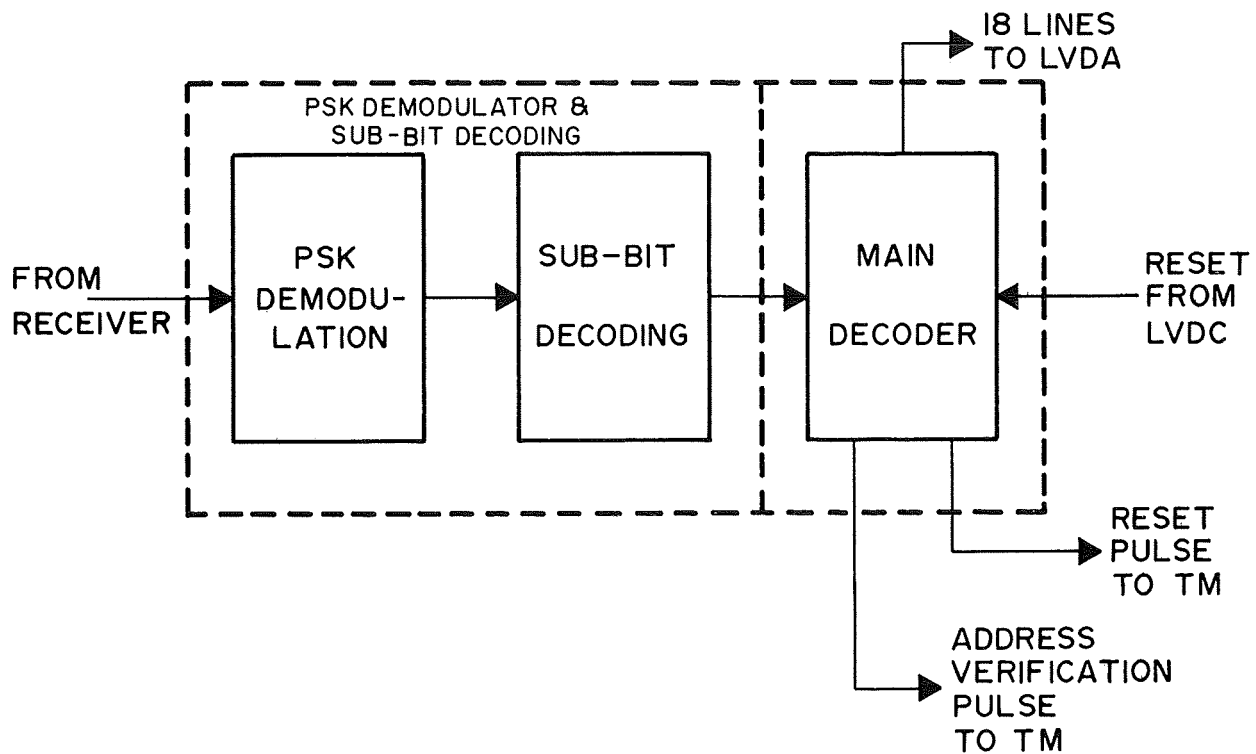 18 LINES
TO LVDA
PSK DEMODULATOR &
SUB-BIT DECODING
FROM
RECEIVER
PSK
DEMODU-
LATION
SUB-BIT
DECODING
MAIN
DECODER
RESET
FROM
LVDC
RESET
PULSE
TO TM
ADDRESS
VERIFICATION
PULSE
TO TM